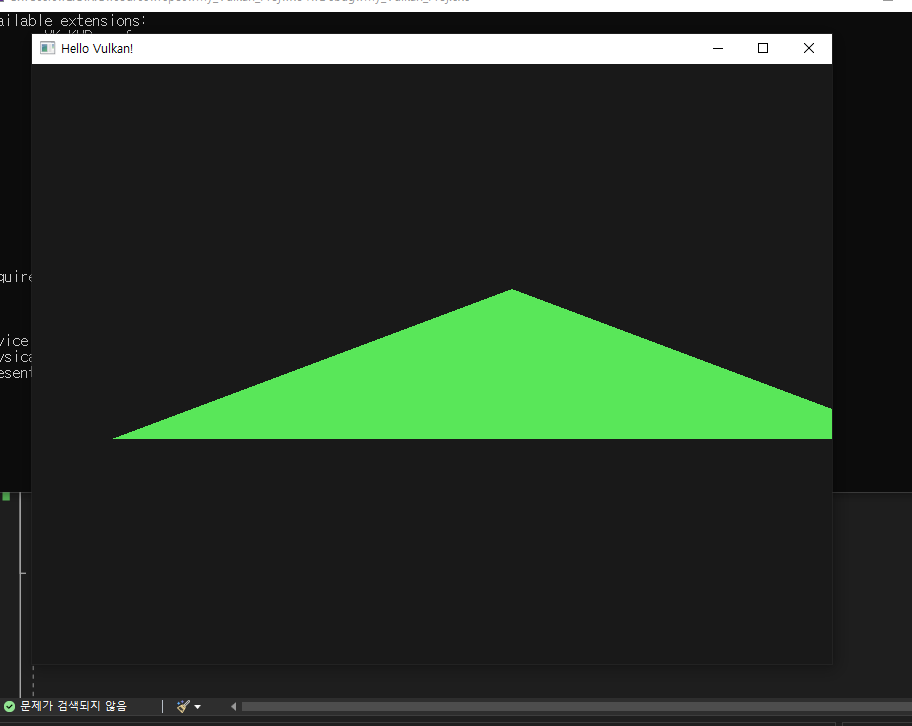 ailable extensions:
Hello Vulkan!
quire
vice
ysica
esent
문제가 검색되지 않음